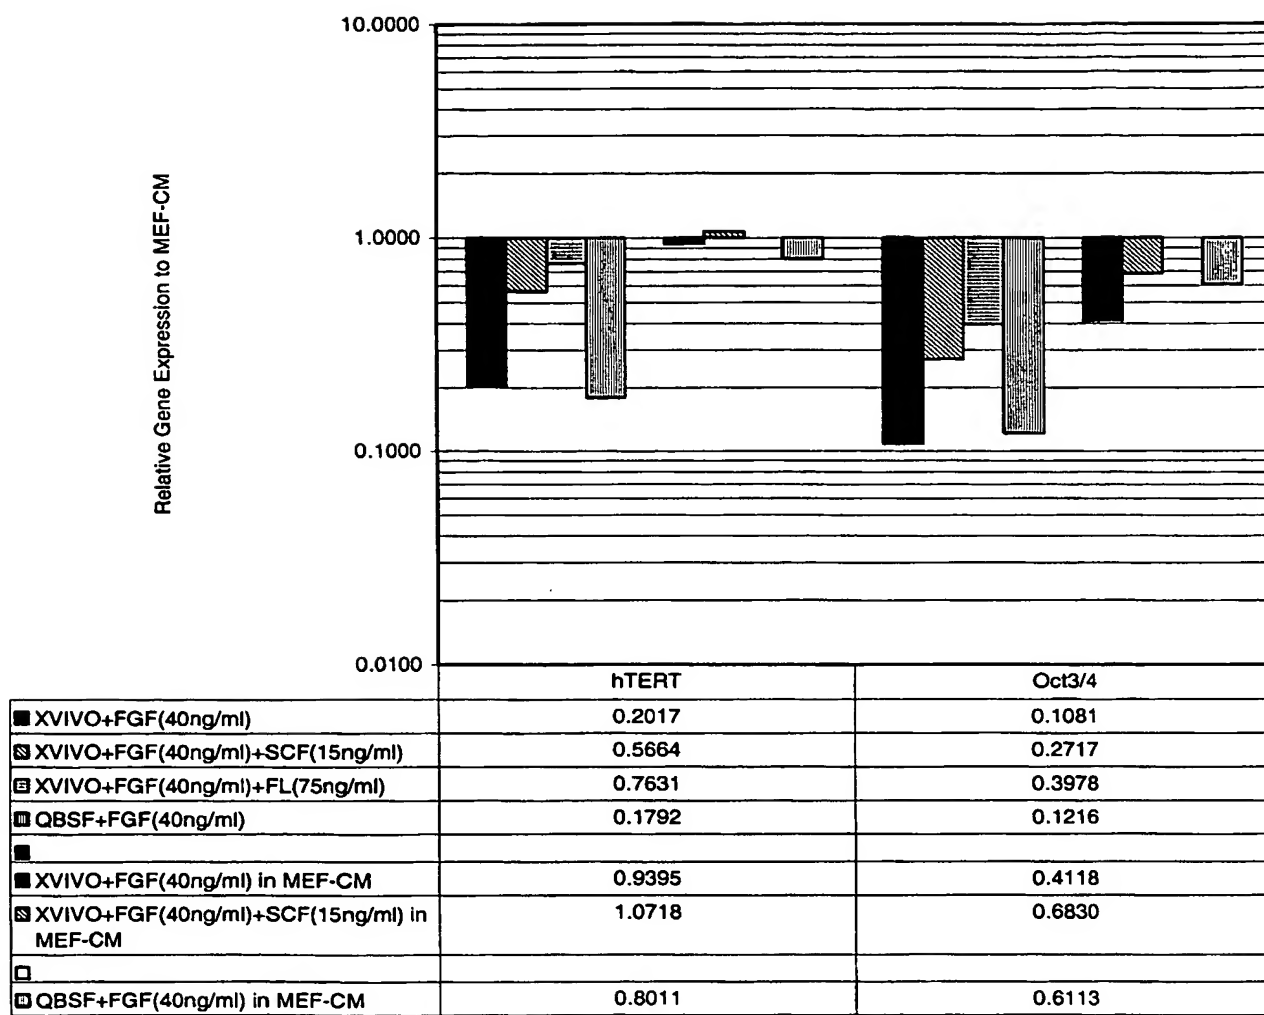 10.0000
Relative Gene Expression to MEF-CM
1.0000
0.1000
0.0100
hTERT Oct3/4
XVIVO+FGF(40ng/ml) 0.2017 0.1081
XVIVO+FGF(40ng/ml)+SCF(15ng/ml) 0.5664 0.2717
XVIVO+FGF(40ng/ml)+FL(75ng/ml) 0.7631 0.3978
QBSF+FGF(40ng/ml) 0.1792 0.1216
XVIVO+FGF(40ng/ml) in MEF-CM 0.9395 0.4118
XVIVO+FGF(40ng/ml)+SCF(15ng/ml) in 1.0718 0.6830
MEF-CM
QBSF+FGF(40ng/ml) in MEF-CM 0.8011 0.6113